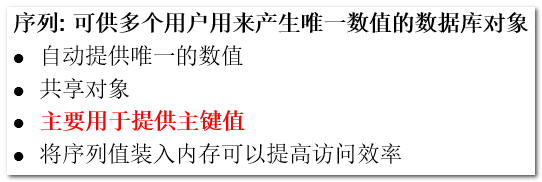 序列: 可供多个用户用来产生唯一数值的数据库对象
● 自动提供唯一的数值
● 共享对象
● 主要用于提供主键值
● 将序列值装入内存可以提高访问效率